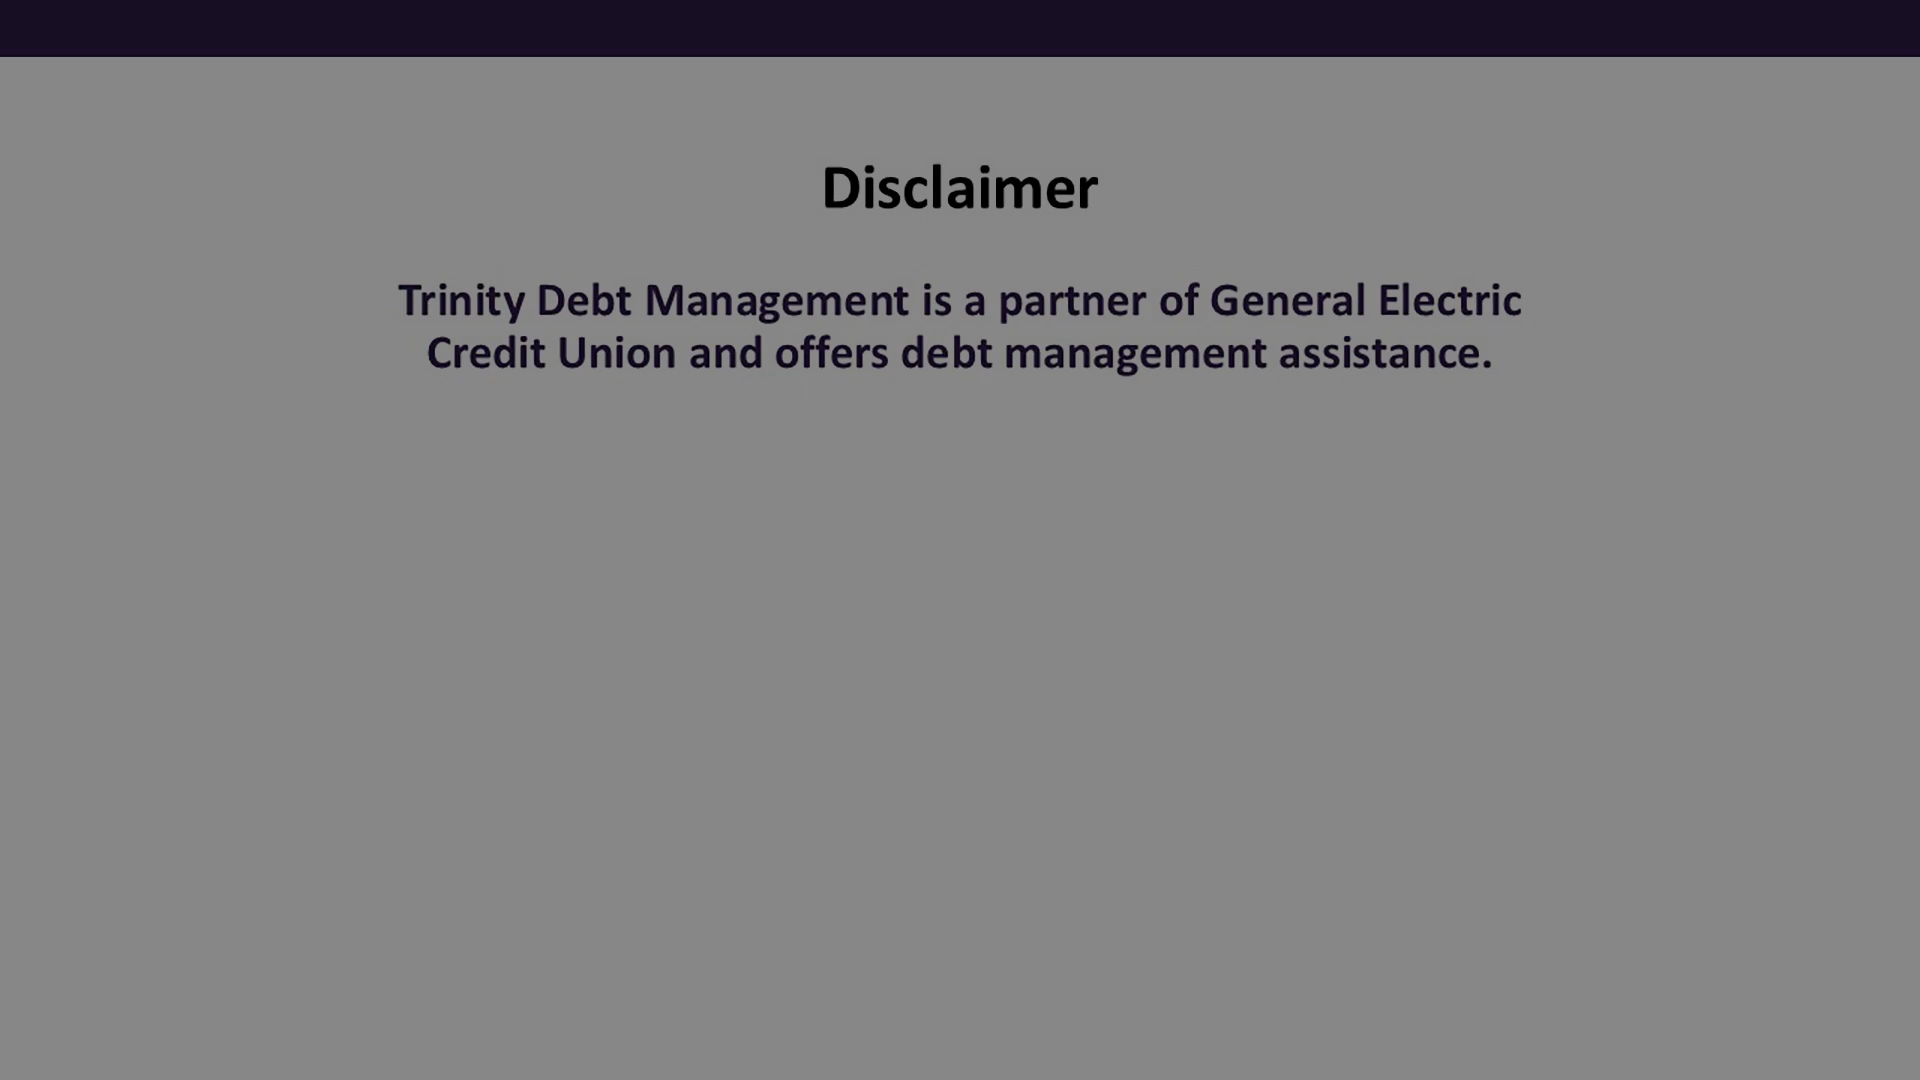 Disclaimer
Trinity Debt Management is a partner of General Electric
Credit Union and offers debt management assistance.